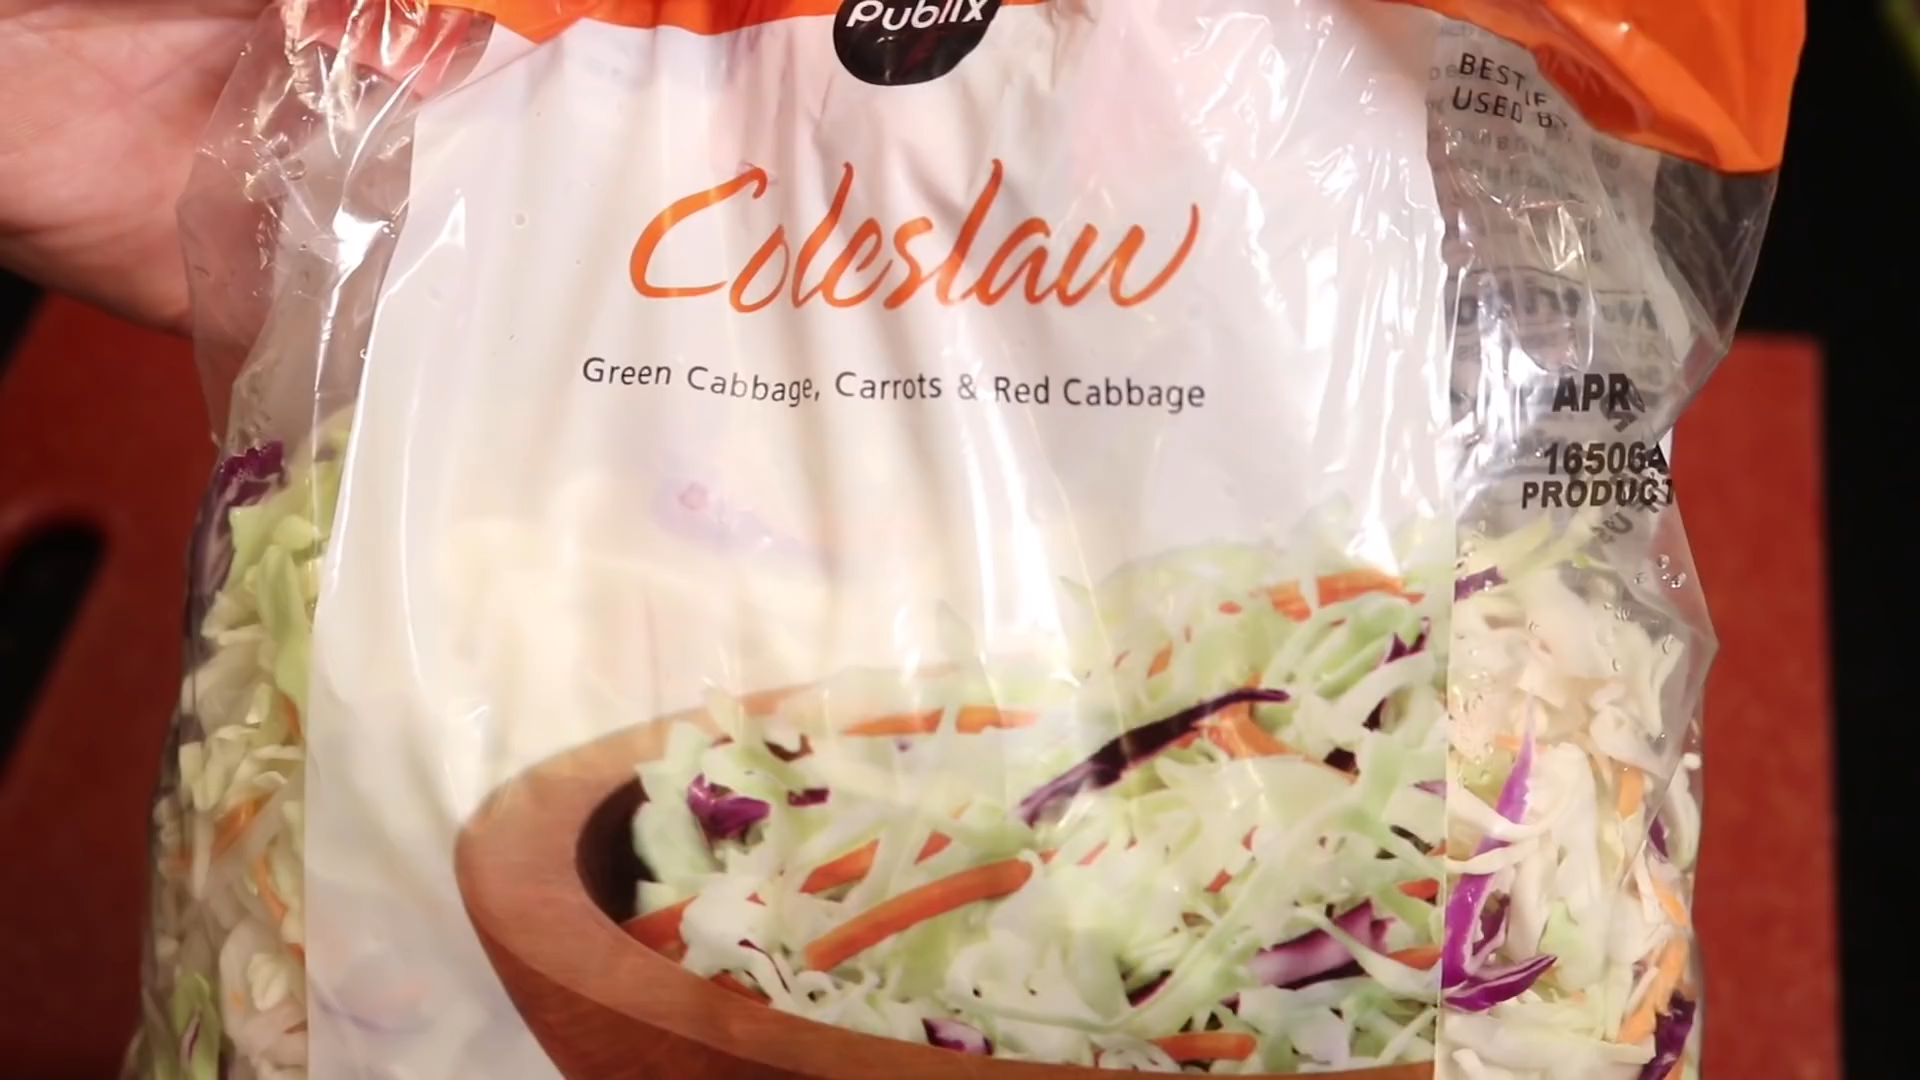 Publix
BEST IF
USED BY
Coleslaw
Green Cabbage, Carrots & Red Cabbage
APR
16506A
PRODUCT